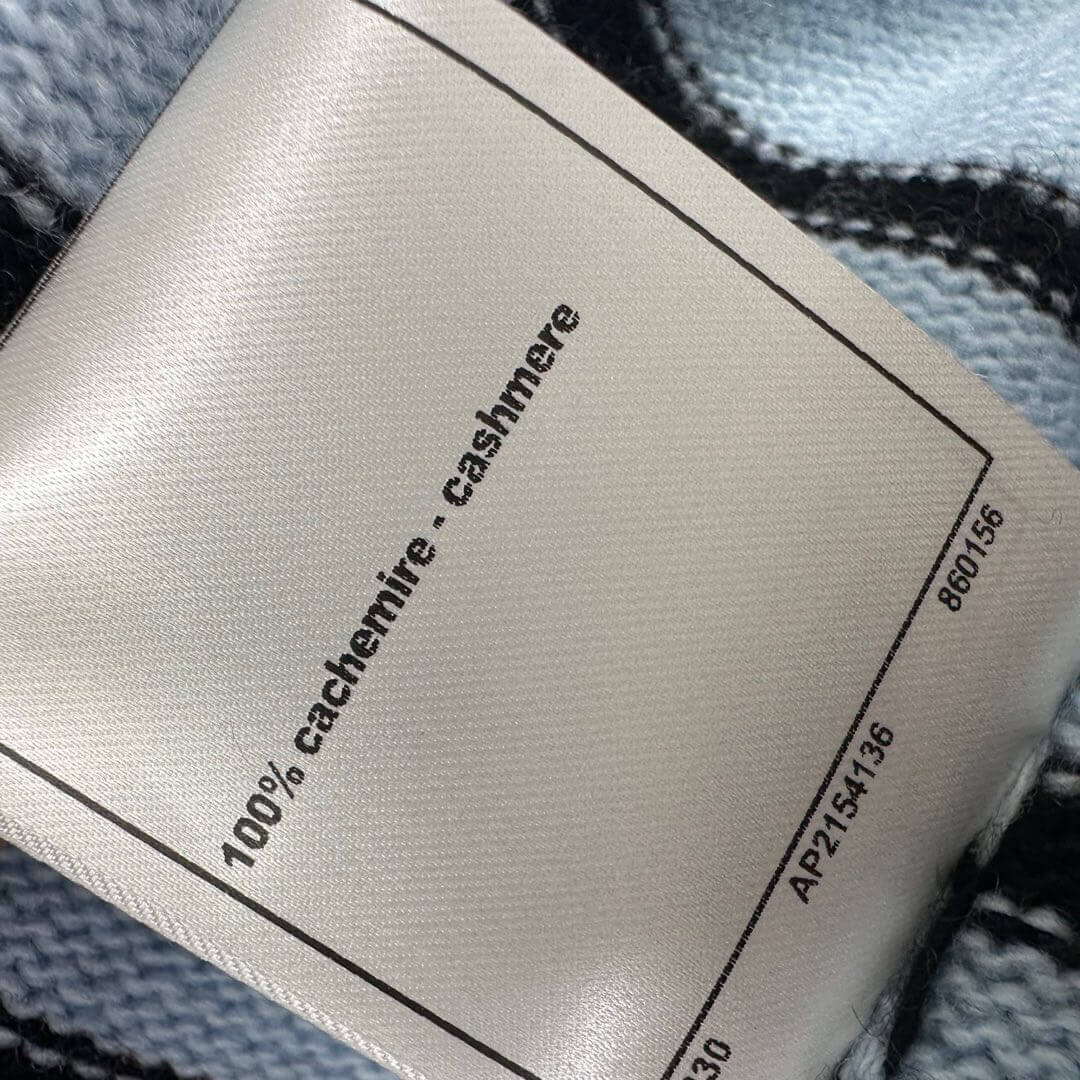 100% cachemire - cashmere
860156
AP2154136